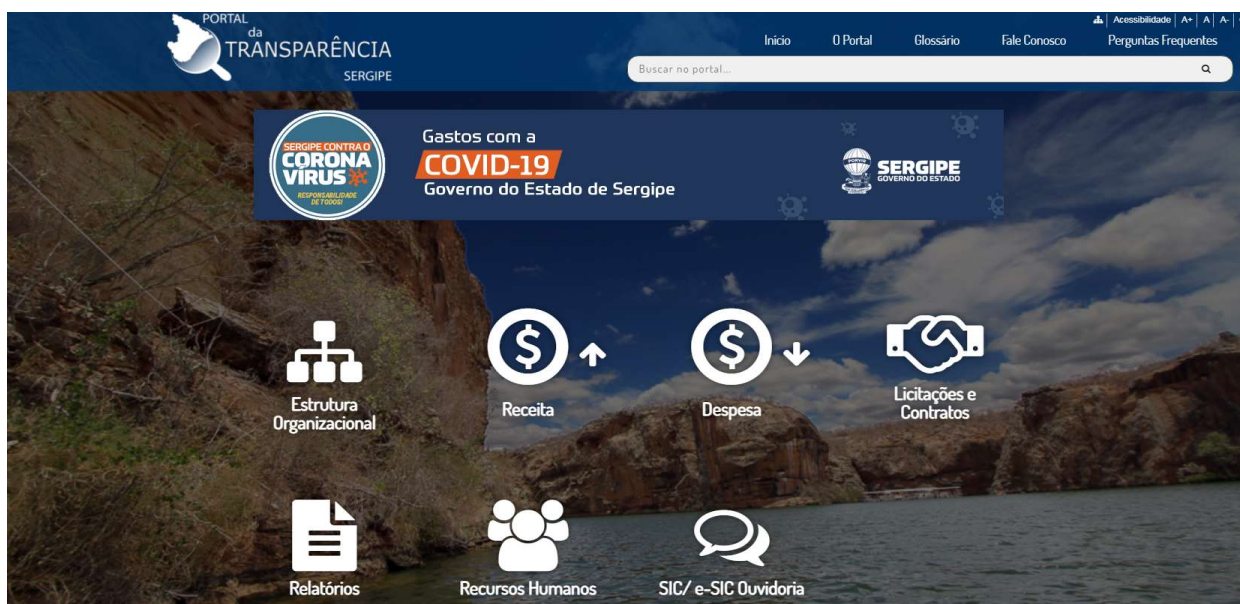 PORTAL
da
TRANSPARÊNCIA
SERGIPE
Acessibilidade A+ A A-
Início O Portal Glossário Fale Conosco Perguntas Frequentes
Buscar no portal...
SERGIPE CONTRA O
CORONA
VÍRUS
RESPONSABILIDADE
DE TODOS!
Gastos com a
COVID-19
Governo do Estado de Sergipe
SERGIPE
GOVERNO DO ESTADO
Estrutura
Organizacional
Receita
Despesa
Licitações e
Contratos
Relatórios
Recursos Humanos
SIC/ e-SIC Ouvidoria